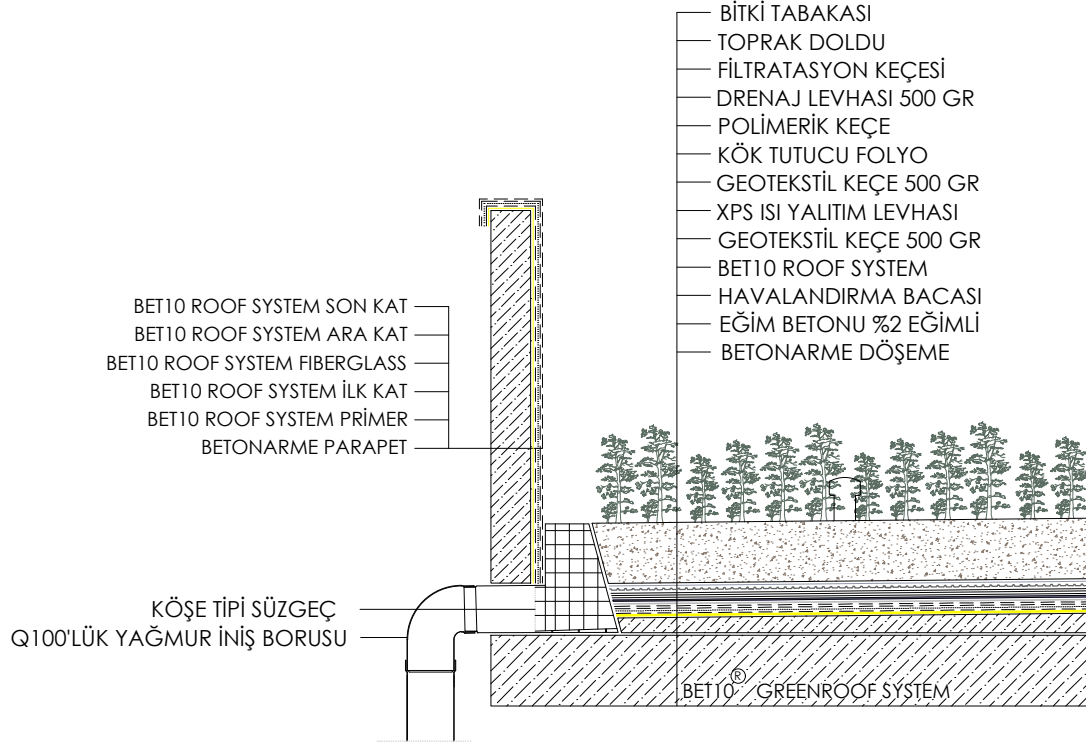 BİTKİ TABAKASI
TOPRAK DOLDU
FİLTRATASYON KEÇESİ
DRENAJ LEVHASI 500 GR
POLİMERİK KEÇE
KÖK TUTUCU FOLYO
GEOTEKSTİL KEÇE 500 GR
XPS ISI YALITIM LEVHASI
GEOTEKSTİL KEÇE 500 GR
BET10 ROOF SYSTEM
HAVALANDIRMA BACASI
EĞİM BETONU %2 EĞİMLİ
BETONARME DÖŞEME
BET10 ROOF SYSTEM SON KAT
BET10 ROOF SYSTEM ARA KAT
BET10 ROOF SYSTEM FIBERGLASS
BET10 ROOF SYSTEM İLK KAT
BET10 ROOF SYSTEM PRİMER
BETONARME PARAPET
KÖŞE TİPİ SÜZGEÇ
Q100'LÜK YAĞMUR İNİŞ BORUSU
BET10® GREENROOF SYSTEM